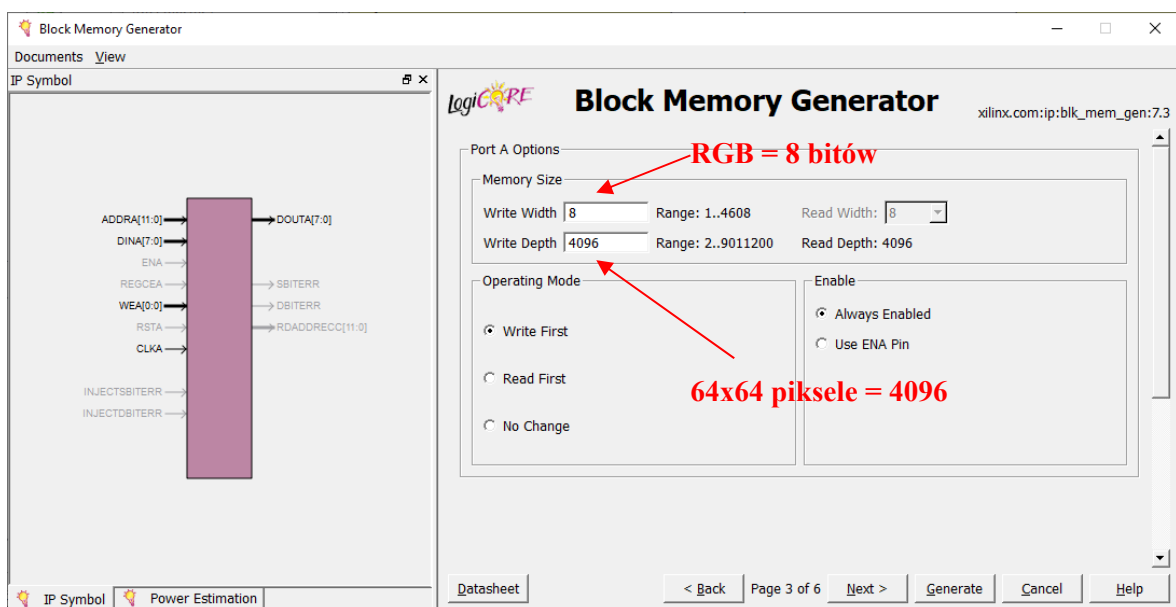 Block Memory Generator
Documents View
IP Symbol
ADDRA[11:0]
DOUTA[7:0]
DINA[7:0]
ENA
REGCEA
SBITERR
WEA[0:0]
DBITERR
RSTA
RDADDRECC[11:0]
CLKA
INJECTSBITERR
INJECTDBITERR
IP Symbol Power Estimation
LogiCORE
Block Memory Generator
xilinx.com:ip:blk_mem_gen:7.3
Port A Options
RGB = 8 bitów
Memory Size
Write Width 8 Range: 1..4608 Read Width: 8
Write Depth 4096 Range: 2..9011200 Read Depth: 4096
Operating Mode
Write First
Read First
No Change
Enable
Always Enabled
Use ENA Pin
64x64 piksele = 4096
Datasheet < Back Page 3 of 6 Next > Generate Cancel Help